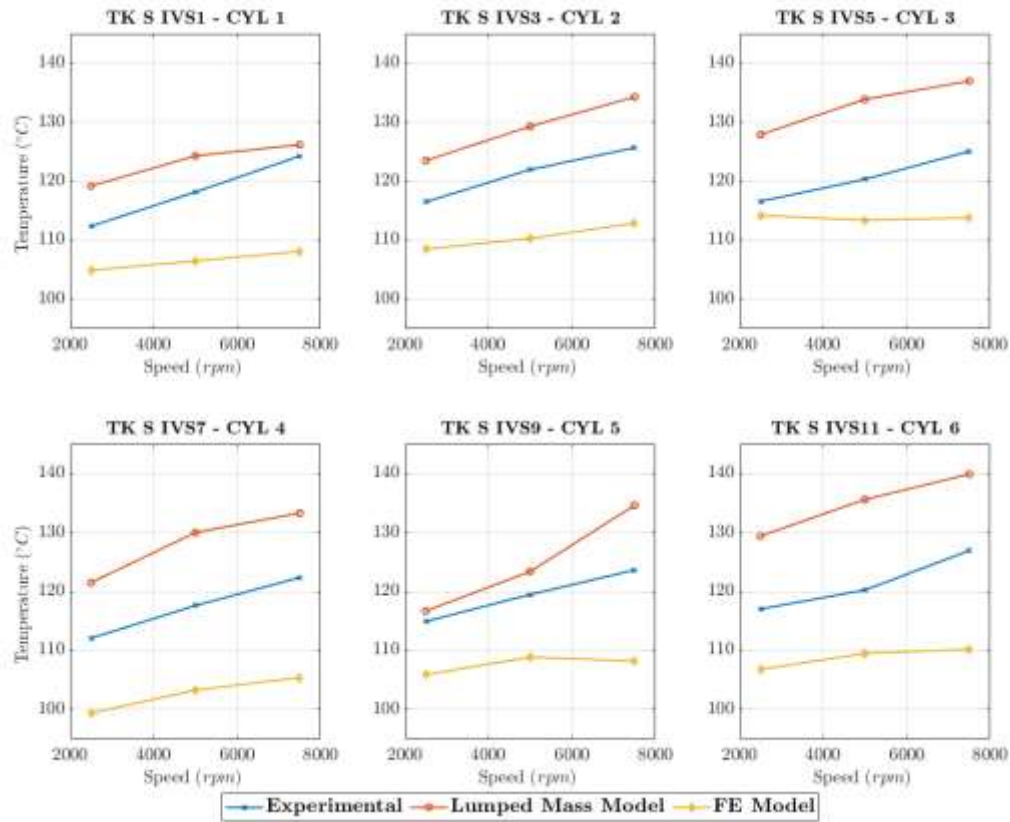 TK S IVS1 - CYL 1
TK S IVS3 - CYL 2
TK S IVS5 - CYL 3
140
130
120
110
100
Temperature (°C)
2000 4000 6000 8000
Speed (rpm)
140
130
120
110
100
2000 4000 6000 8000
Speed (rpm)
140
130
120
110
100
2000 4000 6000 8000
Speed (rpm)
TK S IVS7 - CYL 4
TK S IVS9 - CYL 5
TK S IVS11 - CYL 6
140
130
120
110
100
Temperature (°C)
2000 4000 6000 8000
Speed (rpm)
140
130
120
110
100
2000 4000 6000 8000
Speed (rpm)
140
130
120
110
100
2000 4000 6000 8000
Speed (rpm)
Experimental Lumped Mass Model FE Model